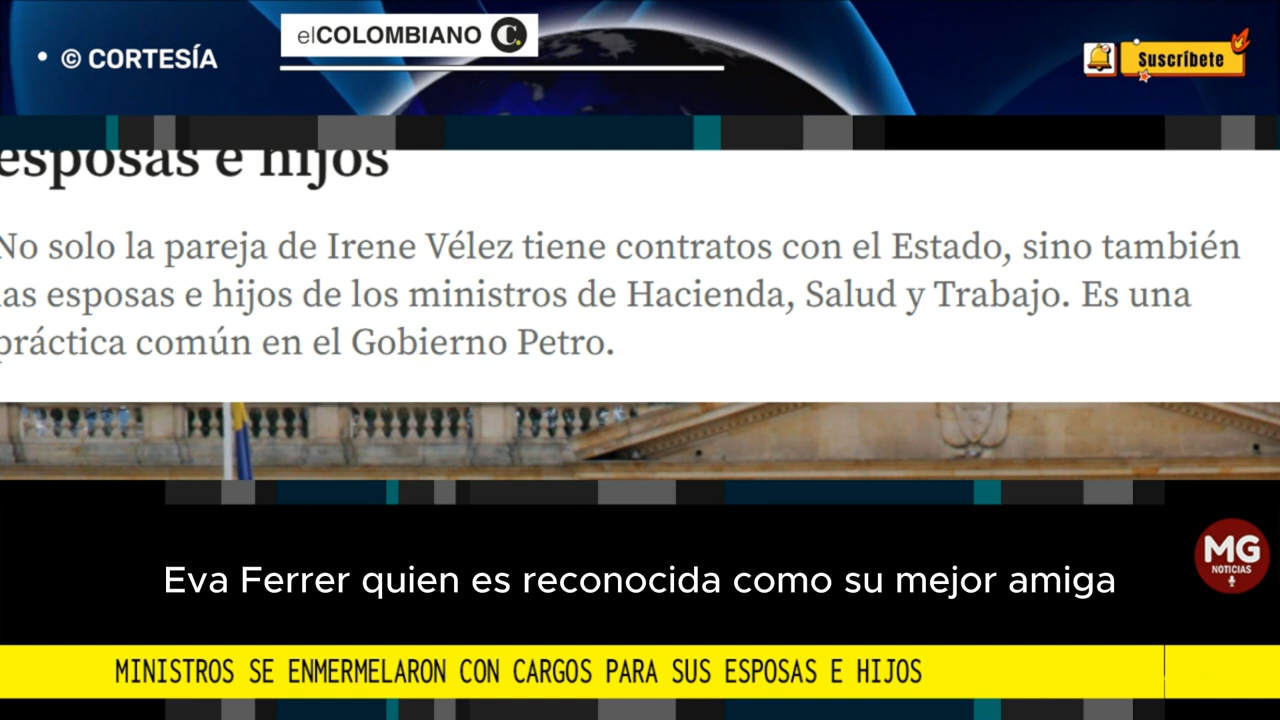 © CORTESÍA
elCOLOMBIANO C.
Suscríbete
esposas e hijos
No solo la pareja de Irene Vélez tiene contratos con el Estado, sino también
las esposas e hijos de los ministros de Hacienda, Salud y Trabajo. Es una
práctica común en el Gobierno Petro.
MG
NOTICIAS
Eva Ferrer quien es reconocida como su mejor amiga
MINISTROS SE ENMERMELARON CON CARGOS PARA SUS ESPOSAS E HIJOS